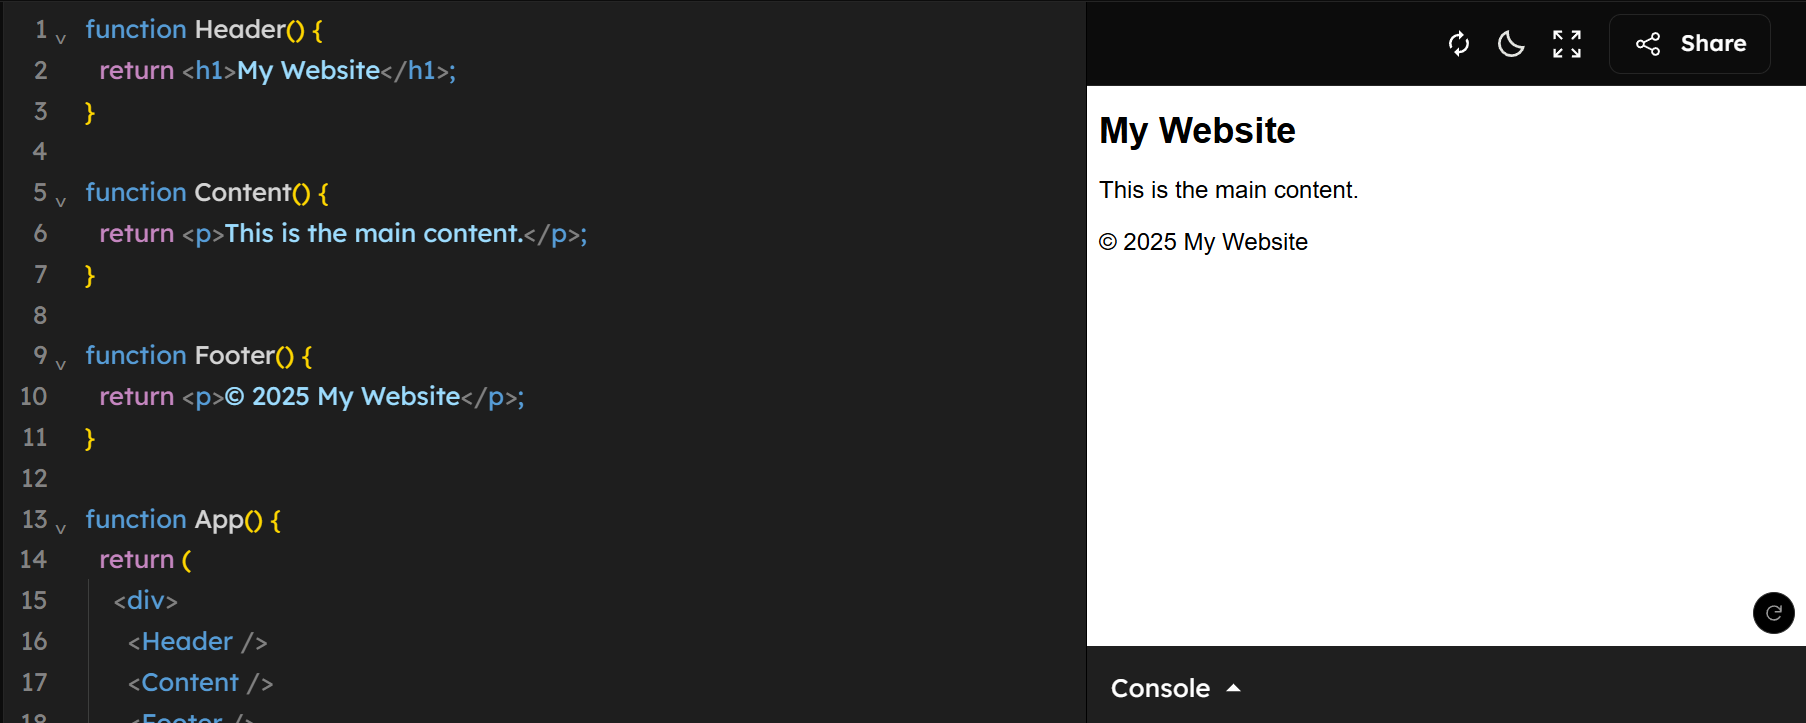 1 function Header() {
2 return <h1>My Website</h1>;
3 }
4
5 function Content() {
6 return <p>This is the main content.</p>;
7 }
8
9 function Footer() {
10 return <p>© 2025 My Website</p>;
11 }
12
13 function App() {
14 return (
15 <div>
16 <Header />
17 <Content />
18 <Footer />
Share
My Website
This is the main content.
© 2025 My Website
Console